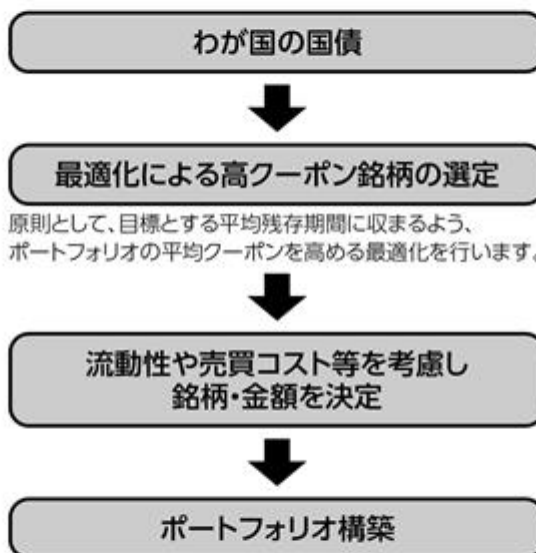 わが国の国債
最適化による高クーポン銘柄の選定
原則として、目標とする平均残存期間に収まるよう、
ポートフォリオの平均クーポンを高める最適化を行います。
流動性や売買コスト等を考慮し
銘柄・金額を決定
ポートフォリオ構築